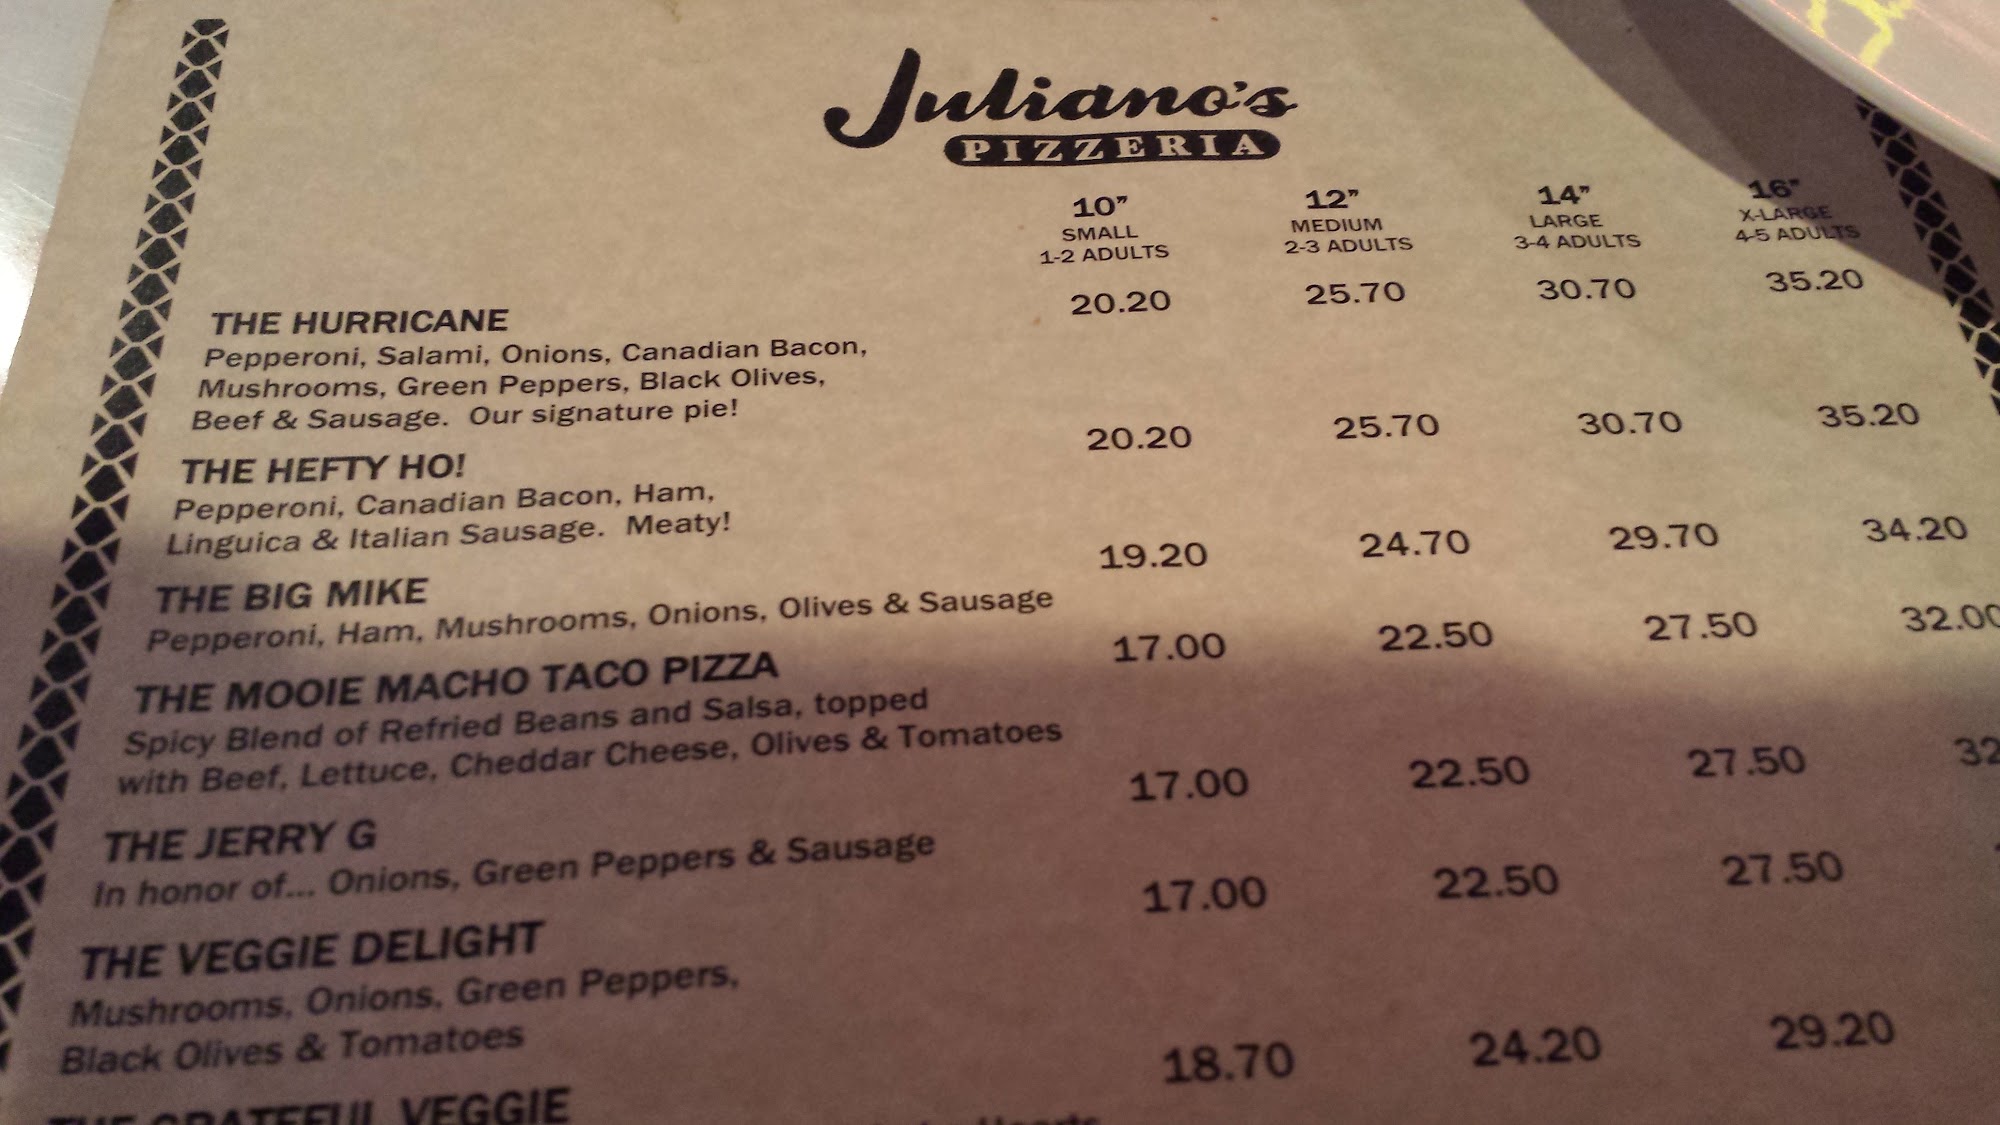 Juliano's
PIZZERIA
10" 12" 14" 16"
SMALL MEDIUM LARGE X-LARGE
1-2 ADULTS 2-3 ADULTS 3-4 ADULTS 4-5 ADULTS
THE HURRICANE 20.20 25.70 30.70 35.20
Pepperoni, Salami, Onions, Canadian Bacon,
Mushrooms, Green Peppers, Black Olives,
Beef & Sausage. Our signature pie!
THE HEFTY HO! 20.20 25.70 30.70 35.20
Pepperoni, Canadian Bacon, Ham,
Linguica & Italian Sausage. Meaty!
THE BIG MIKE 19.20 24.70 29.70 34.20
Pepperoni, Ham, Mushrooms, Onions, Olives & Sausage
THE MOOIE MACHO TACO PIZZA 17.00 22.50 27.50 32.00
Spicy Blend of Refried Beans and Salsa, topped
with Beef, Lettuce, Cheddar Cheese, Olives & Tomatoes
THE JERRY G 17.00 22.50 27.50 32
In honor of... Onions, Green Peppers & Sausage
THE VEGGIE DELIGHT 17.00 22.50 27.50
Mushrooms, Onions, Green Peppers,
Black Olives & Tomatoes
THE GRATEFUL VEGGIE 18.70 24.20 29.20
Hearts